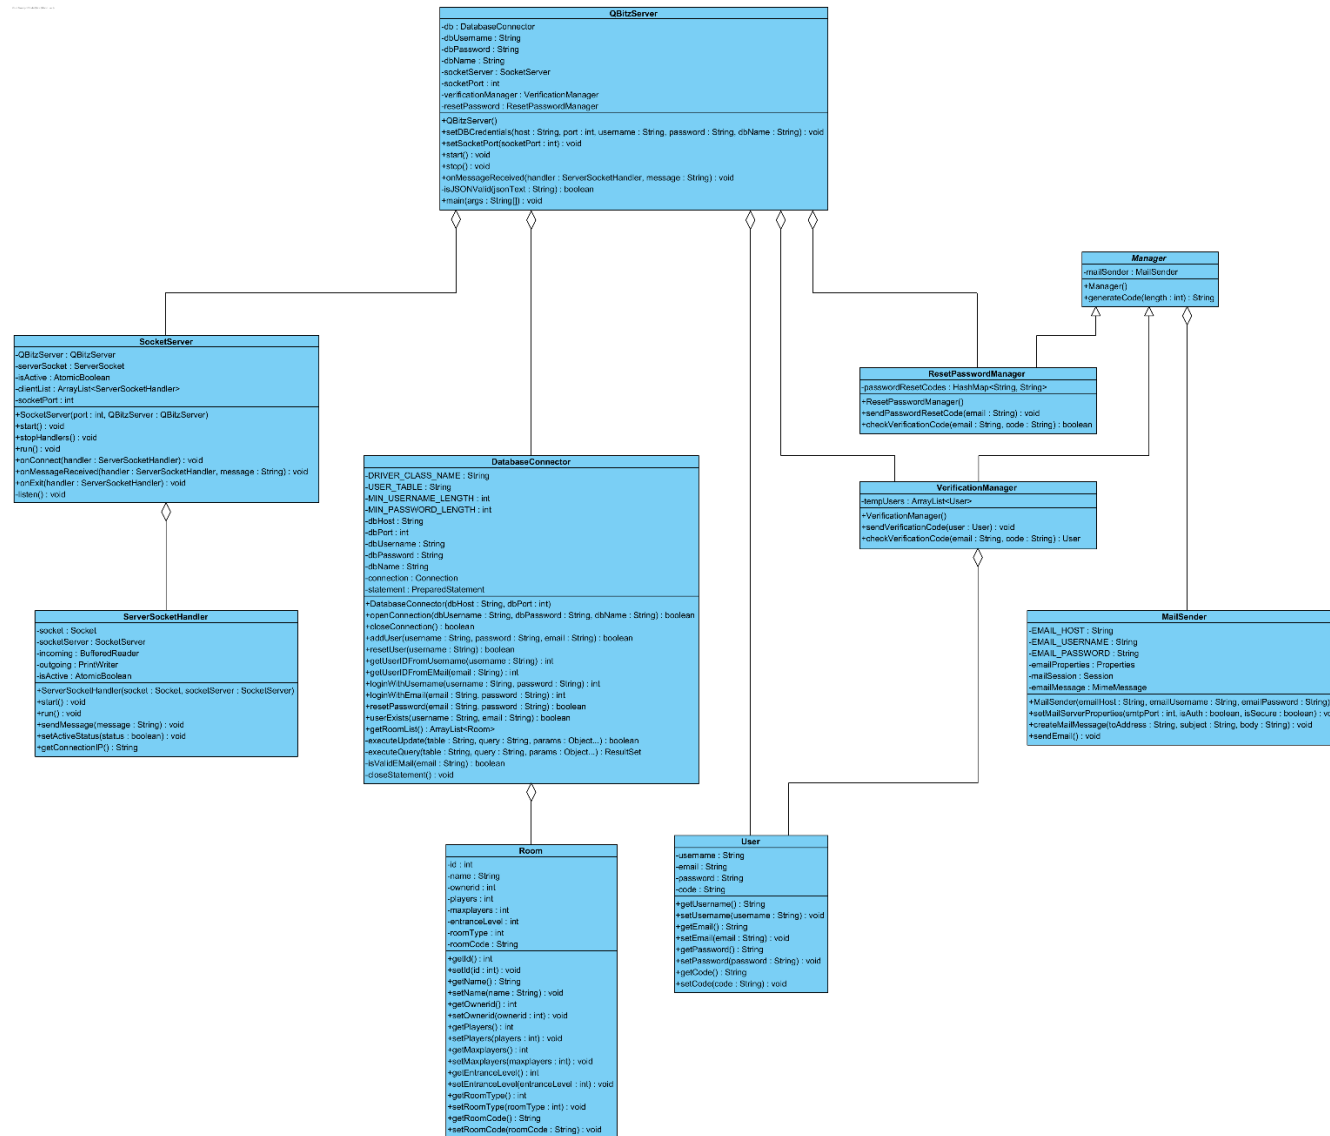 QBitzServer
-db : DatabaseConnector
-dbUsername : String
-dbPassword : String
-dbName : String
-socketServer : SocketServer
-socketPort : int
-verificationManager : VerificationManager
-resetPassword : ResetPasswordManager
+QBitzServer()
+setDBCredentials(host : String, port : int, username : String, password : String, dbName : String) : void
+setSocketPort(socketPort : int) : void
+start() : void
+stop() : void
+onMessageReceived(handler : ServerSocketHandler, message : String) : void
-isJSONValid(jsonText : String) : boolean
+main(args : String[]) : void
Manager
-mailSender : MailSender
+Manager()
+generateCode(length : int) : String
SocketServer
-QBitzServer : QBitzServer
-serverSocket : ServerSocket
-isActive : AtomicBoolean
-clientList : ArrayList<ServerSocketHandler>
-socketPort : int
+SocketServer(port : int, QBitzServer : QBitzServer)
+start() : void
+stopHandlers() : void
+run() : void
+onConnect(handler : ServerSocketHandler) : void
+onMessageReceived(handler : ServerSocketHandler, message : String) : void
+onExit(handler : ServerSocketHandler) : void
-listen() : void
ResetPasswordManager
-passwordResetCodes : HashMap<String, String>
+ResetPasswordManager()
+sendPasswordResetCode(email : String) : void
+checkVerificationCode(email : String, code : String) : boolean
DatabaseConnector
-DRIVER_CLASS_NAME : String
-USER_TABLE : String
-MIN_USERNAME_LENGTH : int
-MIN_PASSWORD_LENGTH : int
-dbHost : String
-dbPort : int
-dbUsername : String
-dbPassword : String
-dbName : String
-connection : Connection
-statement : PreparedStatement
+DatabaseConnector(dbHost : String, dbPort : int)
+openConnection(dbUsername : String, dbPassword : String, dbName : String) : boolean
+closeConnection() : boolean
+addUser(username : String, password : String, email : String) : boolean
+resetUser(username : String) : boolean
+getUserIDFromUsername(username : String) : int
+getUserIDFromEMail(email : String) : int
+loginWithUsername(username : String, password : String) : int
+loginWithEmail(email : String, password : String) : int
+resetPassword(email : String, password : String) : boolean
+userExists(username : String, email : String) : boolean
+getRoomList() : ArrayList<Room>
-executeUpdate(table : String, query : String, params : Object...) : boolean
-executeQuery(table : String, query : String, params : Object...) : ResultSet
-isValidEMail(email : String) : boolean
-closeStatement() : void
VerificationManager
-tempUsers : ArrayList<User>
+VerificationManager()
+sendVerificationCode(user : User) : void
+checkVerificationCode(email : String, code : String) : User
ServerSocketHandler
-socket : Socket
-socketServer : SocketServer
-incoming : BufferedReader
-outgoing : PrintWriter
-isActive : AtomicBoolean
+ServerSocketHandler(socket : Socket, socketServer : SocketServer)
+start() : void
+run() : void
+sendMessage(message : String) : void
+setActiveStatus(status : boolean) : void
+getConnectionIP() : String
MailSender
-EMAIL_HOST : String
-EMAIL_USERNAME : String
-EMAIL_PASSWORD : String
-emailProperties : Properties
-mailSession : Session
-emailMessage : MimeMessage
+MailSender(emailHost : String, emailUsername : String, emailPassword : String)
+setMailServerProperties(smtpPort : int, isAuth : boolean, isSecure : boolean) : vo
+createMailMessage(toAddress : String, subject : String, body : String) : void
+sendEmail() : void
User
-username : String
-email : String
-password : String
-code : String
+getUsername() : String
+setUsername(username : String) : void
+getEmail() : String
+setEmail(email : String) : void
+getPassword() : String
+setPassword(password : String) : void
+getCode() : String
+setCode(code : String) : void
Room
-id : int
-name : String
-ownerid : int
-players : int
-maxplayers : int
-entranceLevel : int
-roomType : int
-roomCode : String
+getId() : int
+setId(id : int) : void
+getName() : String
+setName(name : String) : void
+getOwnerid() : int
+setOwnerid(ownerid : int) : void
+getPlayers() : int
+setPlayers(players : int) : void
+getMaxplayers() : int
+setMaxplayers(maxplayers : int) : void
+getEntranceLevel() : int
+setEntranceLevel(entranceLevel : int) : void
+getRoomType() : int
+setRoomType(roomType : int) : void
+getRoomCode() : String
+setRoomCode(roomCode : String) : void